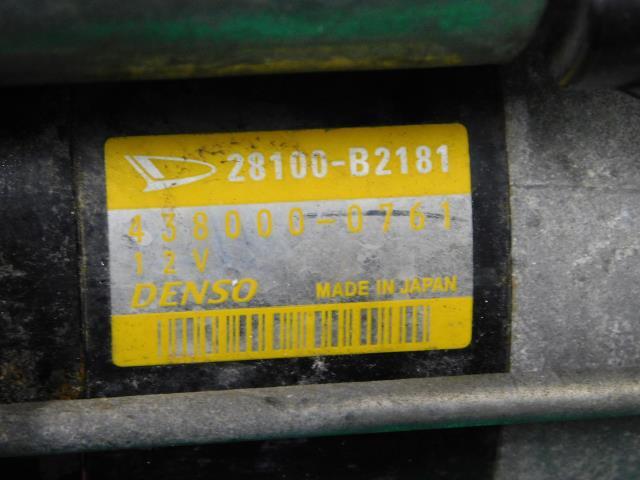 28100-B2181
438000-0761
12V
DENSO MADE IN JAPAN